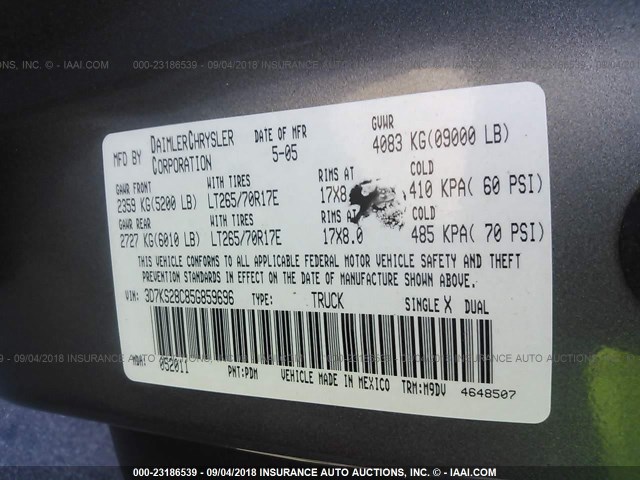 NS, INC. © - IAAI.COM 000-23186539 - 09/04/2018 INSURANCE AUTO AUCTIONS, INC. © - IAAI.COM
MFD BY DAIMLERCHRYSLER CORPORATION DATE OF MFR 5-05 GVWR 4083 KG(09000 LB)
GAWR FRONT WITH TIRES RIMS AT COLD
2359 KG(5200 LB) LT265/70R17E 17X8. 410 KPA( 60 PSI)
GAWR REAR WITH TIRES RIMS AT COLD
2727 KG(6010 LB) LT265/70R17E 17X8.0 485 KPA( 70 PSI)
THIS VEHICLE CONFORMS TO ALL APPLICABLE FEDERAL MOTOR VEHICLE SAFETY AND THEFT
PREVENTION STANDARDS IN EFFECT ON THE DATE OF MANUFACTURE SHOWN ABOVE.
VIN: 3D7KS28C85G859696 TYPE: TRUCK SINGLE X DUAL
MDH: 052011 PNT:PDM VEHICLE MADE IN MEXICO TRM:M9DV 4648507
000-23186539 - 09/04/2018 INSURANCE AUTO AUCTIONS, INC. © - IAAI.COM